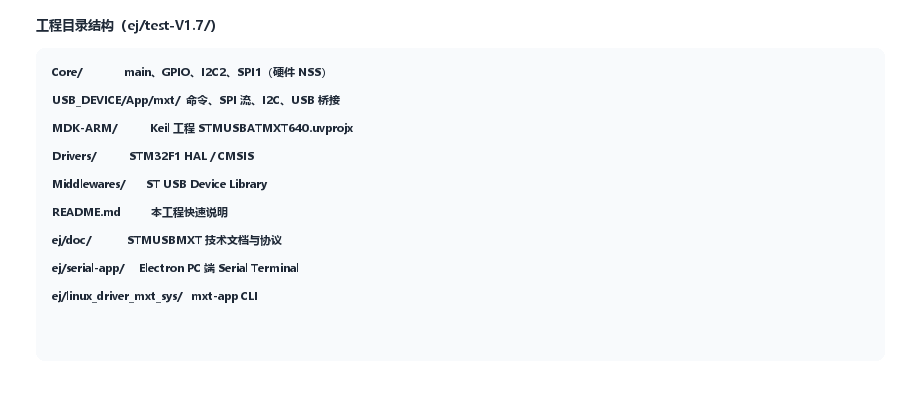 工程目录结构（ej/test-V1.7/）
Core/ main、GPIO、I2C2、SPI1（硬件 NSS）
USB_DEVICE/App/mxt/ 命令、SPI 流、I2C、USB 桥接
MDK-ARM/ Keil 工程 STMUSBATMXT640.uvprojx
Drivers/ STM32F1 HAL / CMSIS
Middlewares/ ST USB Device Library
README.md 本工程快速说明
ej/doc/ STMUSBMXT 技术文档与协议
ej/serial-app/ Electron PC 端 Serial Terminal
ej/linux_driver_mxt_sys/ mxt-app CLI